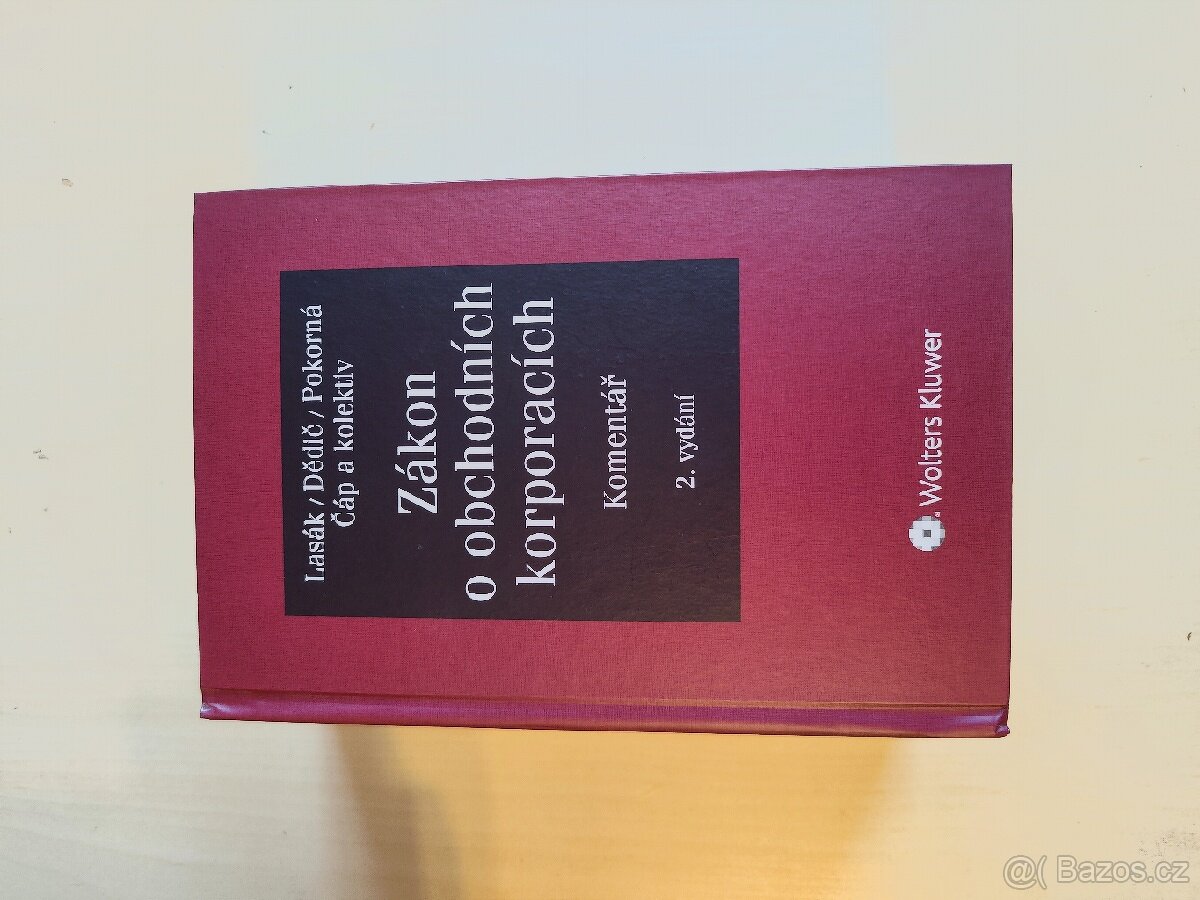 Lasák / Dědič / Pokorná
Čáp a kolektiv
Zákon
o obchodních
korporacích
Komentář
2. vydání
Wolters Kluwer
@( Bazos.cz